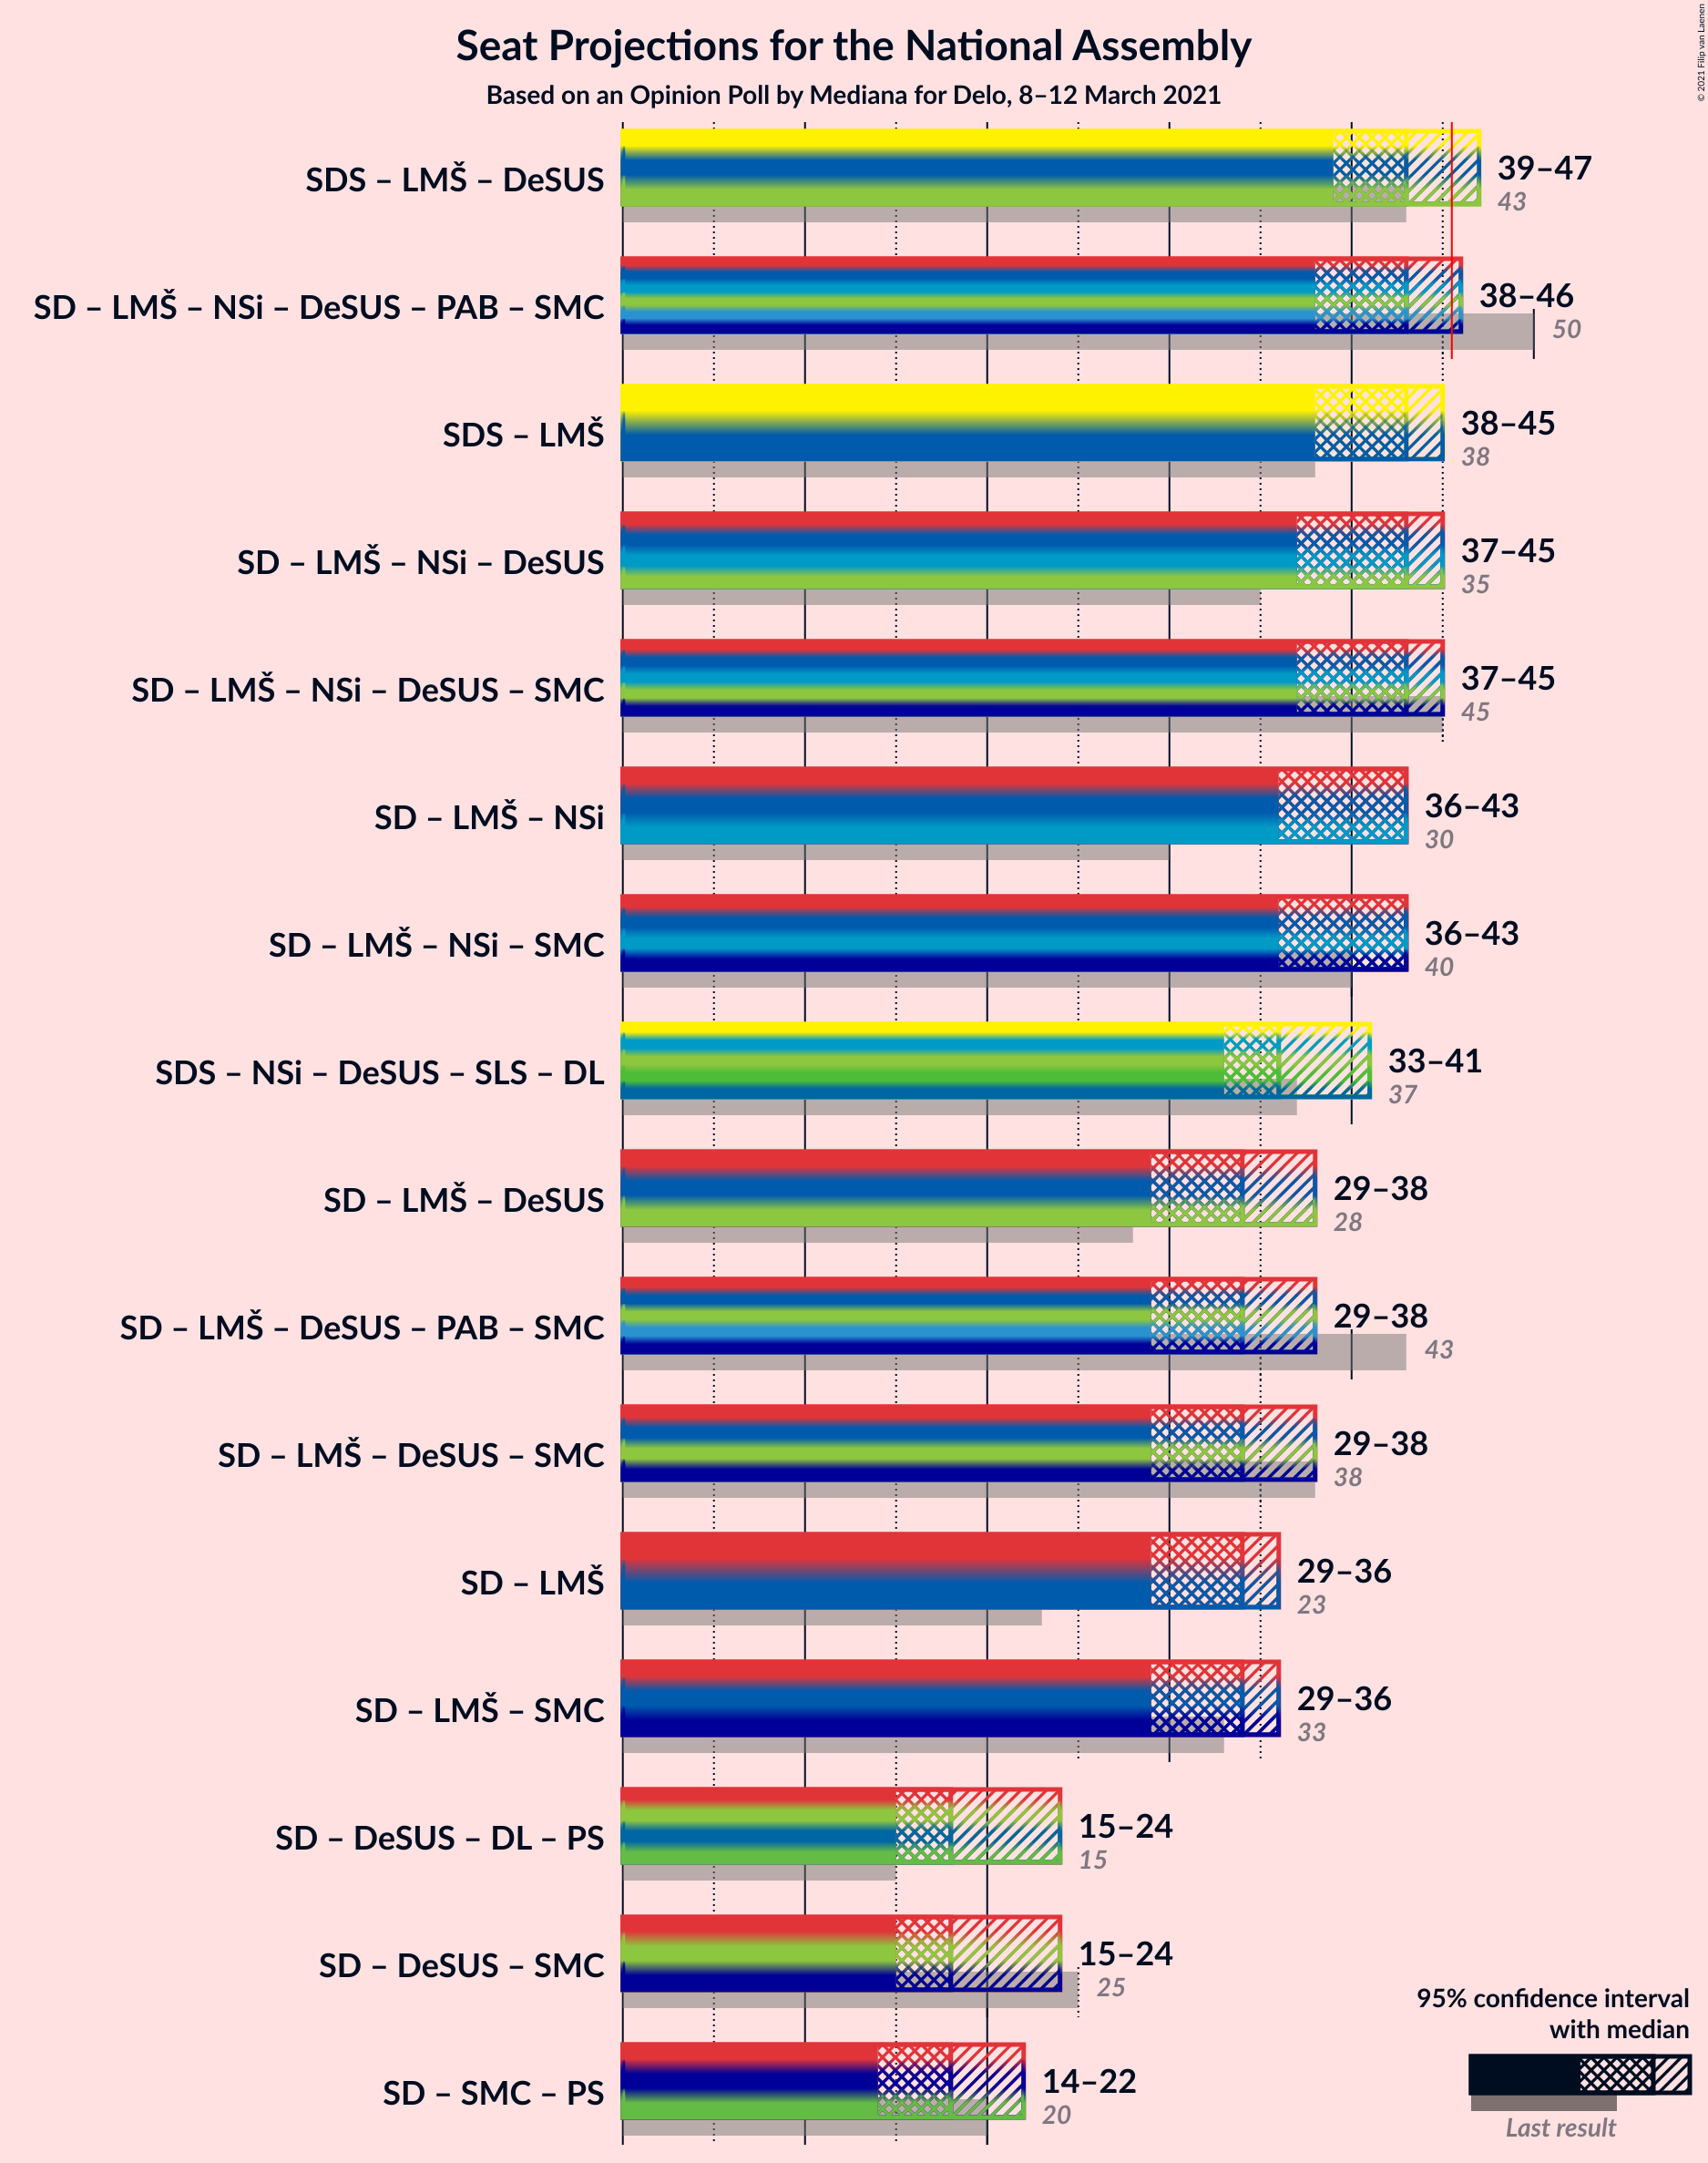 Seat Projections for the National Assembly
Based on an Opinion Poll by Mediana for Delo, 8–12 March 2021
© 2021 Filip van Laenen
SDS – LMŠ – DeSUS
39–47
43
SD – LMŠ – NSi – DeSUS – PAB – SMC
38–46
50
SDS – LMŠ
38–45
38
SD – LMŠ – NSi – DeSUS
37–45
35
SD – LMŠ – NSi – DeSUS – SMC
37–45
45
SD – LMŠ – NSi
36–43
30
SD – LMŠ – NSi – SMC
36–43
40
SDS – NSi – DeSUS – SLS – DL
33–41
37
SD – LMŠ – DeSUS
29–38
28
SD – LMŠ – DeSUS – PAB – SMC
29–38
43
SD – LMŠ – DeSUS – SMC
29–38
38
SD – LMŠ
29–36
23
SD – LMŠ – SMC
29–36
33
SD – DeSUS – DL – PS
15–24
15
SD – DeSUS – SMC
15–24
25
SD – SMC – PS
14–22
20
95% confidence interval
with median
Last result